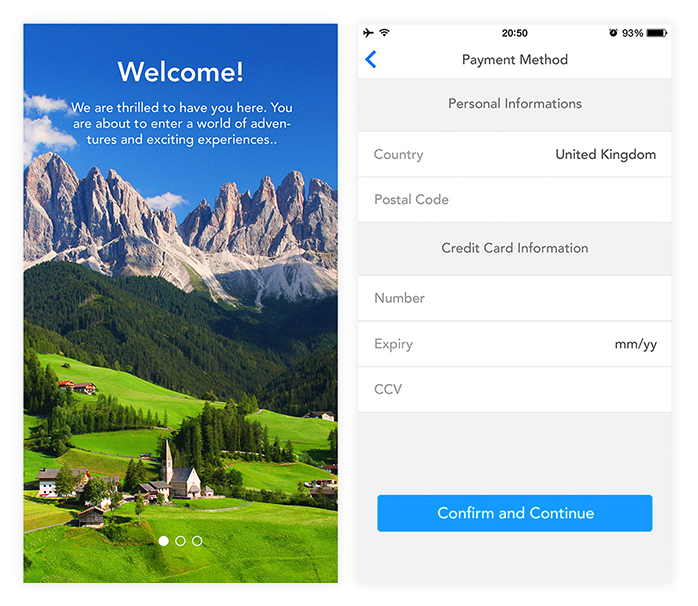 Welcome!
We are thrilled to have you here. You
are about to enter a world of adven-
tures and exciting experiences..
20:50
93%
Payment Method
Personal Informations
Country United Kingdom
Postal Code
Credit Card Information
Number
Expiry mm/yy
CCV
Confirm and Continue